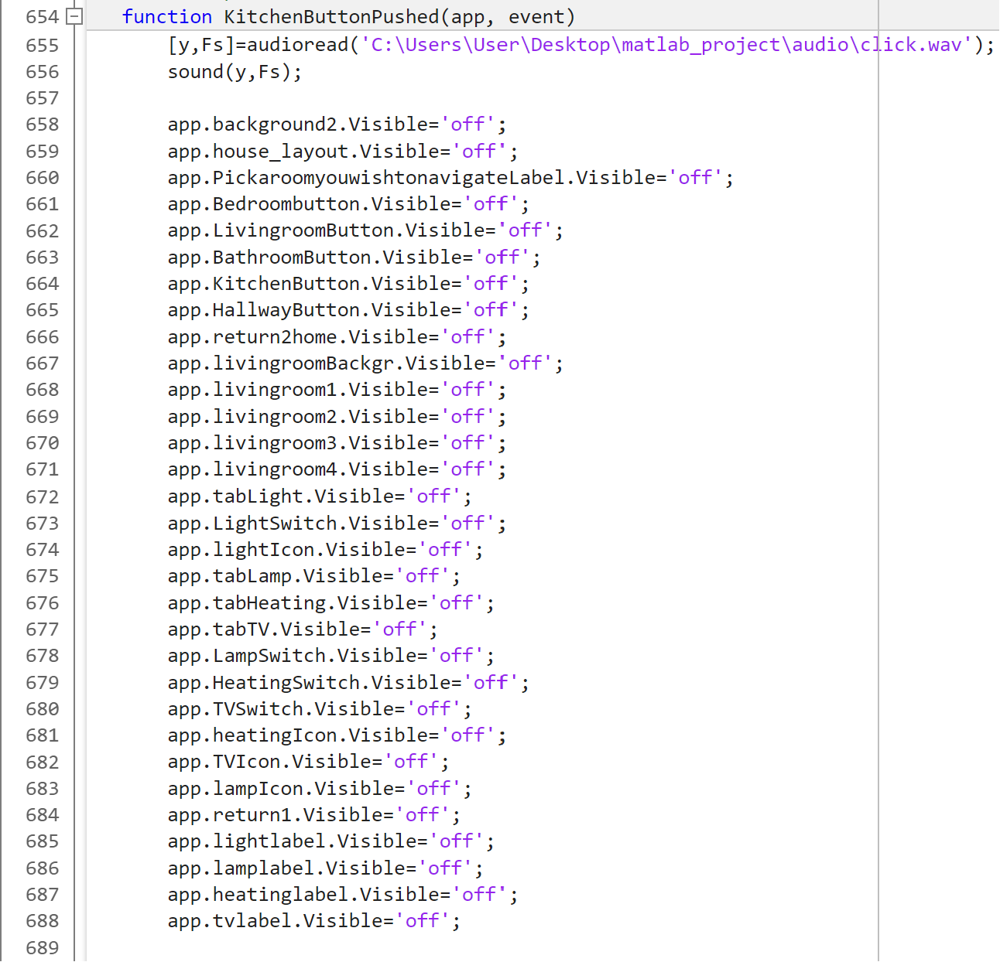 654 function KitchenButtonPushed(app, event)
655 [y,Fs]=audioread('C:\Users\User\Desktop\matlab_project\audio\click.wav');
656 sound(y,Fs);
657
658 app.background2.Visible='off';
659 app.house_layout.Visible='off';
660 app.PickaroomyouwishtonavigateLabel.Visible='off';
661 app.Bedroombutton.Visible='off';
662 app.LivingroomButton.Visible='off';
663 app.BathroomButton.Visible='off';
664 app.KitchenButton.Visible='off';
665 app.HallwayButton.Visible='off';
666 app.return2home.Visible='off';
667 app.livingroomBackgr.Visible='off';
668 app.livingroom1.Visible='off';
669 app.livingroom2.Visible='off';
670 app.livingroom3.Visible='off';
671 app.livingroom4.Visible='off';
672 app.tabLight.Visible='off';
673 app.LightSwitch.Visible='off';
674 app.lightIcon.Visible='off';
675 app.tabLamp.Visible='off';
676 app.tabHeating.Visible='off';
677 app.tabTV.Visible='off';
678 app.LampSwitch.Visible='off';
679 app.HeatingSwitch.Visible='off';
680 app.TVSwitch.Visible='off';
681 app.heatingIcon.Visible='off';
682 app.TVIcon.Visible='off';
683 app.lampIcon.Visible='off';
684 app.return1.Visible='off';
685 app.lightlabel.Visible='off';
686 app.lamplabel.Visible='off';
687 app.heatinglabel.Visible='off';
688 app.tvlabel.Visible='off';
689